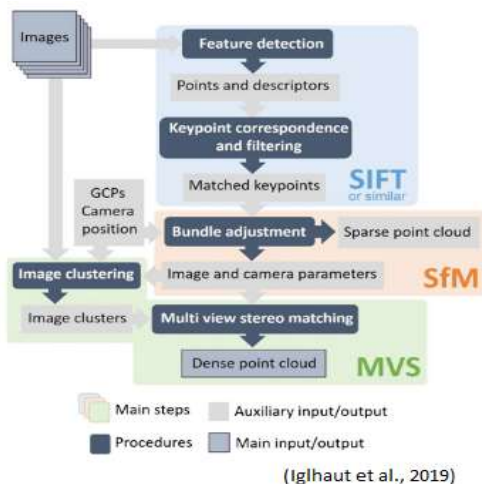 Images
Feature detection
Points and descriptors
Keypoint correspondence
and filtering
Matched keypoints
SIFT
or similar
GCPs
Camera
position
Bundle adjustment
Sparse point cloud
Image clustering
Image and camera parameters
SfM
Image clusters
Multi view stereo matching
Dense point cloud
MVS
Main steps
Auxiliary input/output
Procedures
Main input/output
(Iglhaut et al., 2019)